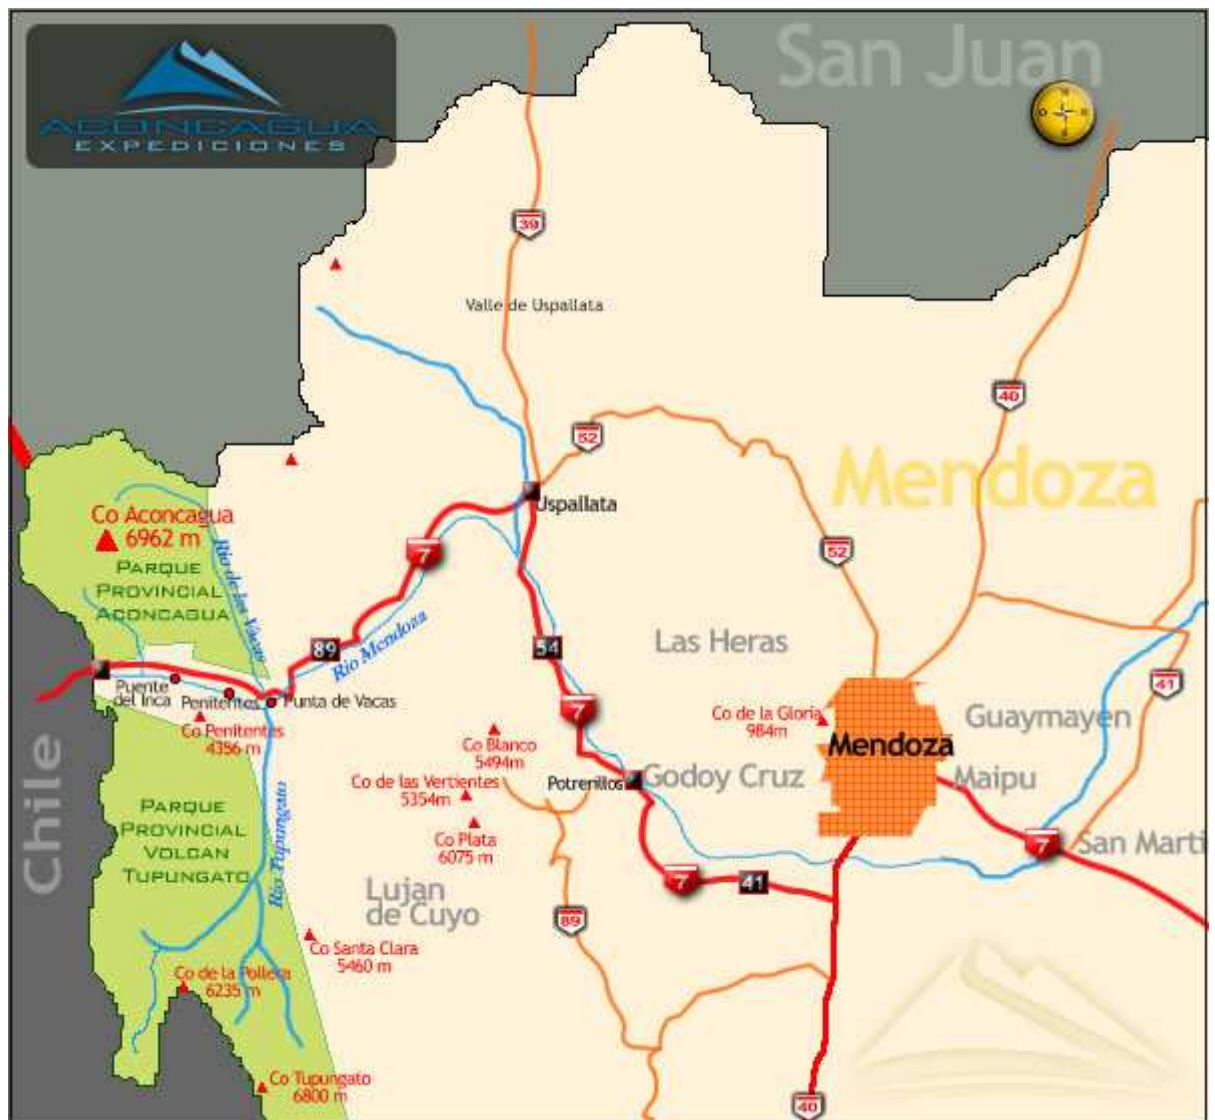 San Juan
ACONCAGUA
EXPEDICIONES
N
O
E
S
39
Valle de Uspallata
40
52
Mendoza
Uspallata
Co Aconcagua
6962 m
7
52
PARQUE
PROVINCIAL
ACONCAGUA
Rio de las Vacas
89
Rio Mendoza
54
Las Heras
41
Puente
del Inca
Penitentes
Punta de Vacas
7
Co Penitentes
4356 m
Co de la Gloria
984m
Guaymayen
Mendoza
Co Blanco
5494m
Potrerillos
Godoy Cruz
Maipu
Co de las Vertientes
5354m
Chile
PARQUE
PROVINCIAL
VOLCAN
TUPUNGATO
Rio Tupungato
Co Plata
6075 m
7
San Marti
7
41
Lujan
de Cuyo
89
Co Santa Clara
5460 m
Co de la Pollera
6235 m
Co Tupungato
6800 m
40